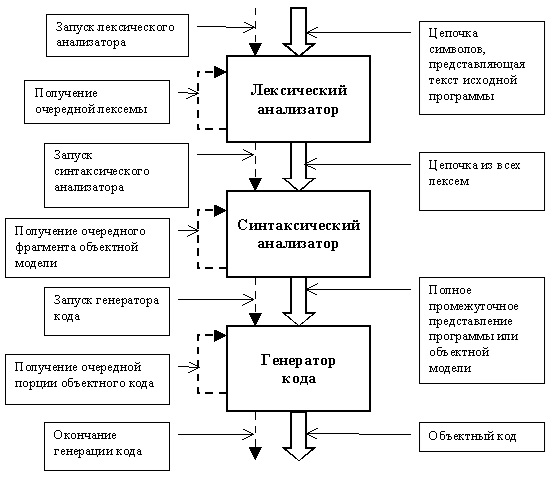 Запуск лексического
анализатора
Цепочка
символов,
представляющая
текст исходной
программы
Лексический
анализатор
Получение
очередной лексемы
Запуск
синтаксического
анализатора
Цепочка из всех
лексем
Синтаксический
анализатор
Получение очередного
фрагмента объектной
модели
Запуск генератора
кода
Полное
промежуточное
представление
программы или
объектной
модели
Генератор
кода
Получение очередной
порции объектного кода
Окончание
генерации кода
Объектный код